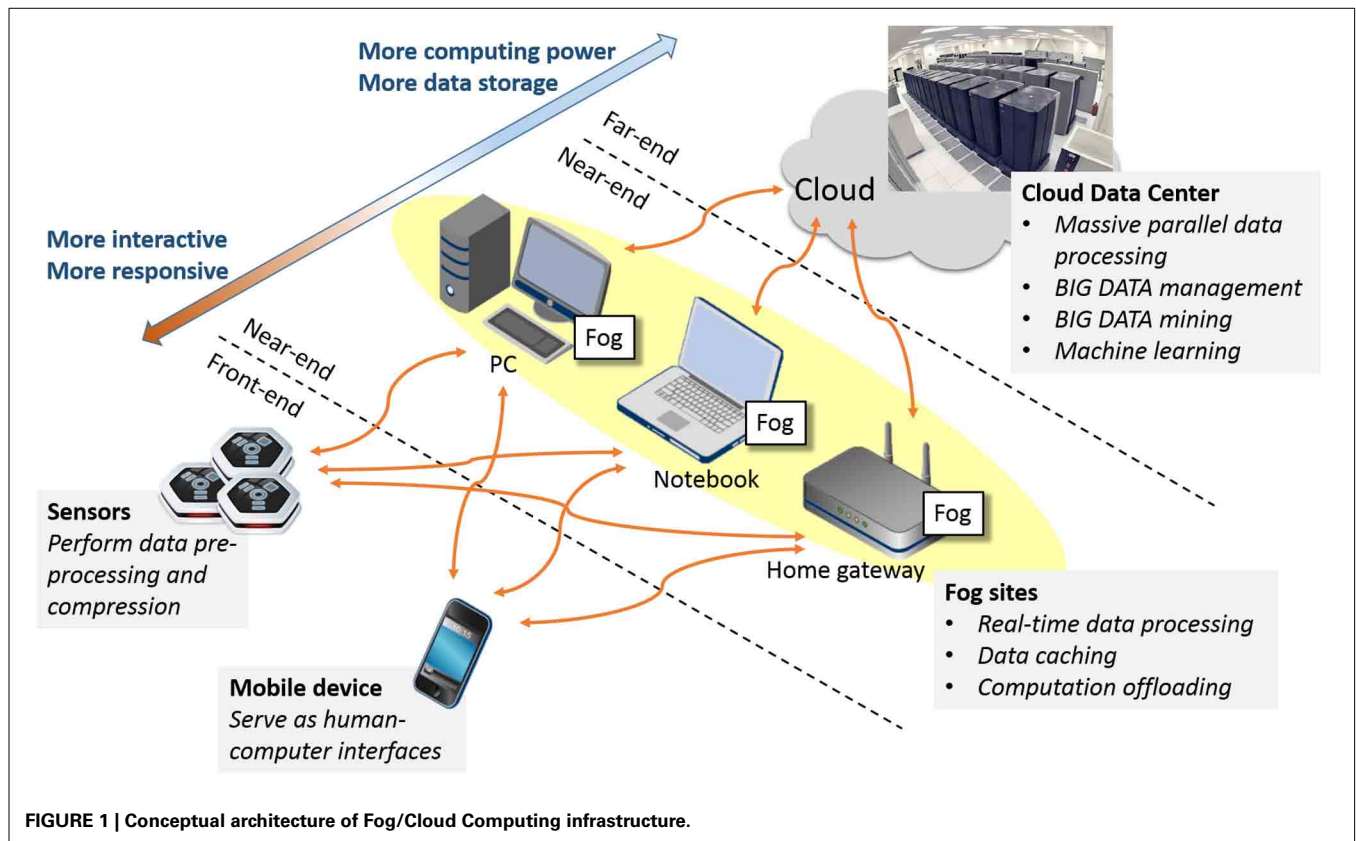 More computing power
More data storage
Far-end
Near-end
Cloud
Cloud Data Center
• Massive parallel data
processing
• BIG DATA management
• BIG DATA mining
• Machine learning
More interactive
More responsive
Near-end
Front-end
Fog
PC
Fog
Notebook
Fog
Home gateway
Sensors
Perform data pre-
processing and
compression
10:15
Mobile device
Serve as human-
computer interfaces
Fog sites
• Real-time data processing
• Data caching
• Computation offloading
FIGURE 1 | Conceptual architecture of Fog/Cloud Computing infrastructure.